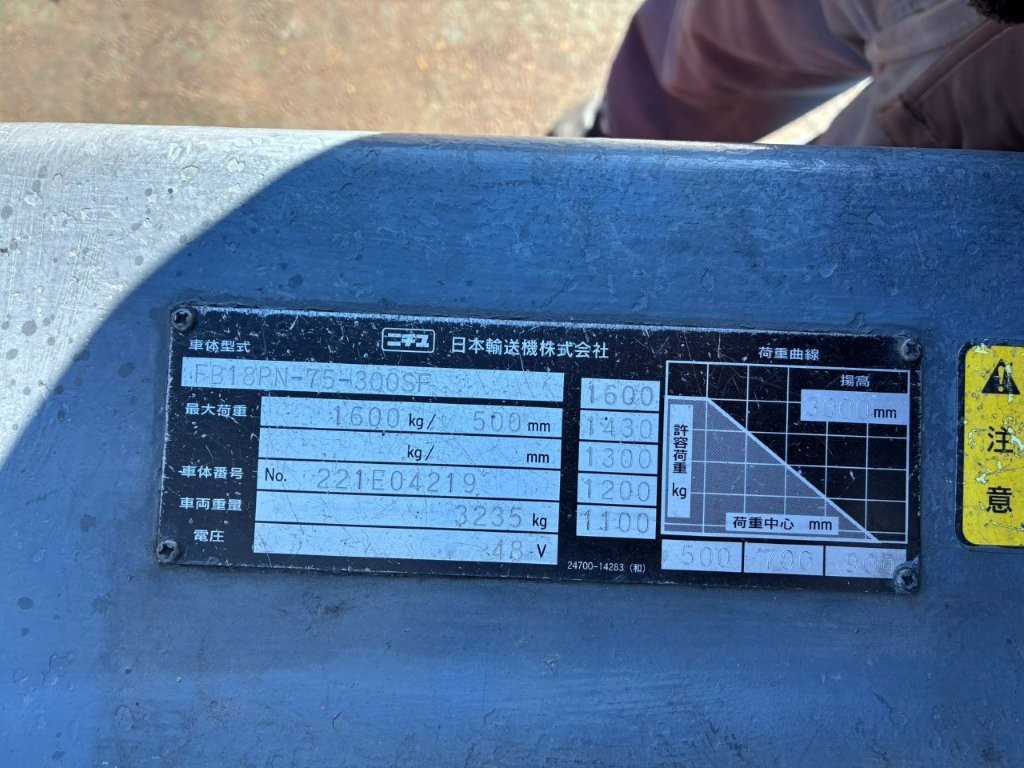 ニチユ 日本輸送機株式会社
車体型式
FB18PN-75-300SF
最大荷重 1600 kg/ 500 mm
kg/ mm
車体番号 No. 221E04219
車両重量 3235 kg
電圧 48 V
1600
1430
1300
1200
1100
24700-14283 (和)
荷重曲線
揚高
3000 mm
許容荷重 kg
荷重中心 mm
500 700 900
注意